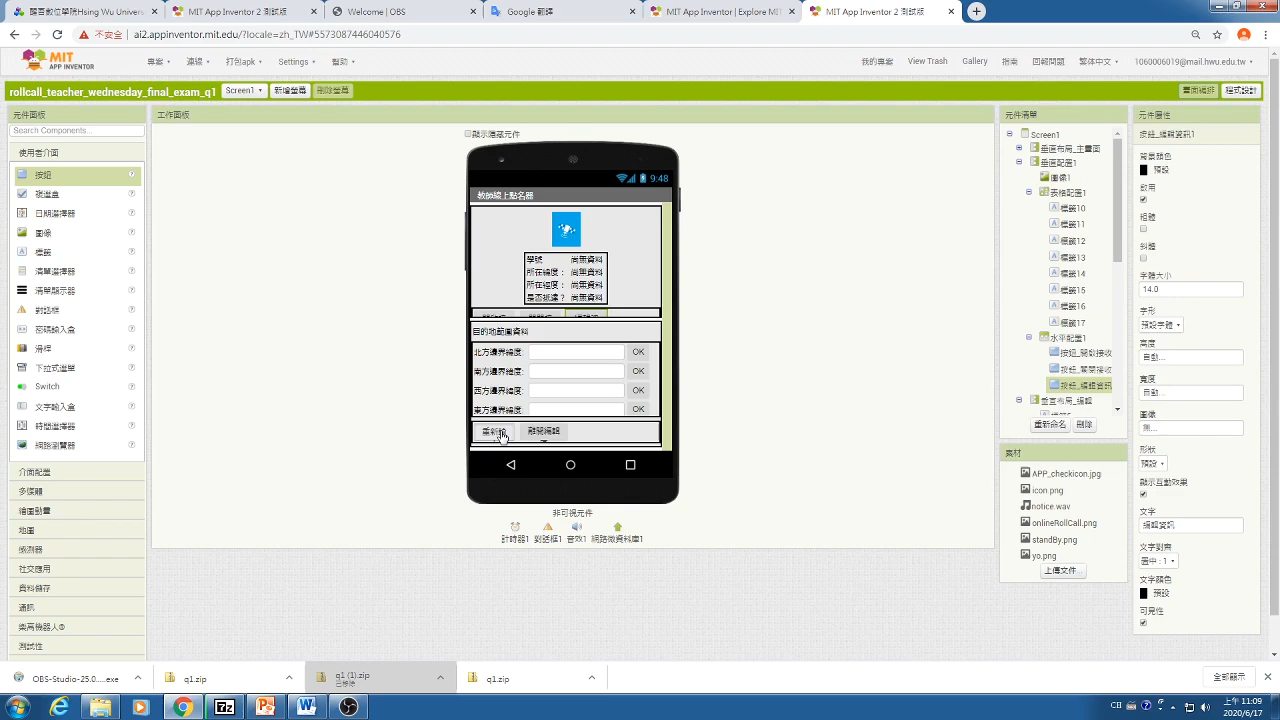 醒吾數位學院Hsing Wu Univers
MIT App Inventor 2 測試版
Welcome | OBS
Google 翻譯
MIT App Inventor | Explore MIT
MIT App Inventor 2 測試版
不安全
ai2.appinventor.mit.edu/?locale=zh_TW#5573087446040576
MIT
APP INVENTOR
專案
連線
打包apk
Settings
幫助
我的專案
View Trash
Gallery
指南
回報問題
繁体中文
1060006019@mail.hwu.edu.tw
rollcall_teacher_wednesday_final_exam_q1
Screen1
新增螢幕
刪除螢幕
畫面編排
程式設計
元件面板
Search Components...
使用者介面
按鈕
複選盒
日期選擇器
圖像
標籤
清單選擇器
清單顯示器
對話框
密碼輸入盒
滑桿
下拉式選單
Switch
文字輸入盒
時間選擇器
網路瀏覽器
介面配置
多媒體
繪圖動畫
地圖
感測器
社交應用
資料儲存
通訊
樂高機器人®
測試性
工作面板
顯示隱藏元件
9:48
教師線上點名器
學號 尚無資料
所在緯度： 尚無資料
所在經度： 尚無資料
是否抵達？ 尚無資料
目的地範圍資料
北方邊界緯度: OK
南方邊界緯度: OK
西方邊界經度: OK
東方邊界經度: OK
離開編輯
非可視元件
計時器1
對話框1
音效1
網路微資料庫1
元件清單
Screen1
垂直布局_主畫面
垂直配置1
圖像1
表格配置1
標籤10
標籤11
標籤12
標籤13
標籤14
標籤15
標籤16
標籤17
水平配置1
按鈕_開啟接收
按鈕_關閉接收
按鈕_編輯資訊
垂直布局_編輯
重新命名
刪除
素材
APP_checkicon.jpg
icon.png
notice.wav
onlineRollCall.png
standBy.png
yo.png
上傳文件...
元件屬性
按鈕_編輯資訊1
背景顏色
預設
啟用
粗體
斜體
字體大小
14.0
字形
預設字體
高度
自動...
寬度
自動...
圖像
無...
形狀
預設
顯示互動效果
文字
編輯資訊
文字對齊
置中 : 1
文字顏色
預設
可見性
OBS-Studio-25.0....exe
q1.zip
q1 (1).zip
已移除
q1.zip
全部顯示
CB
上午 11:09
2020/6/17